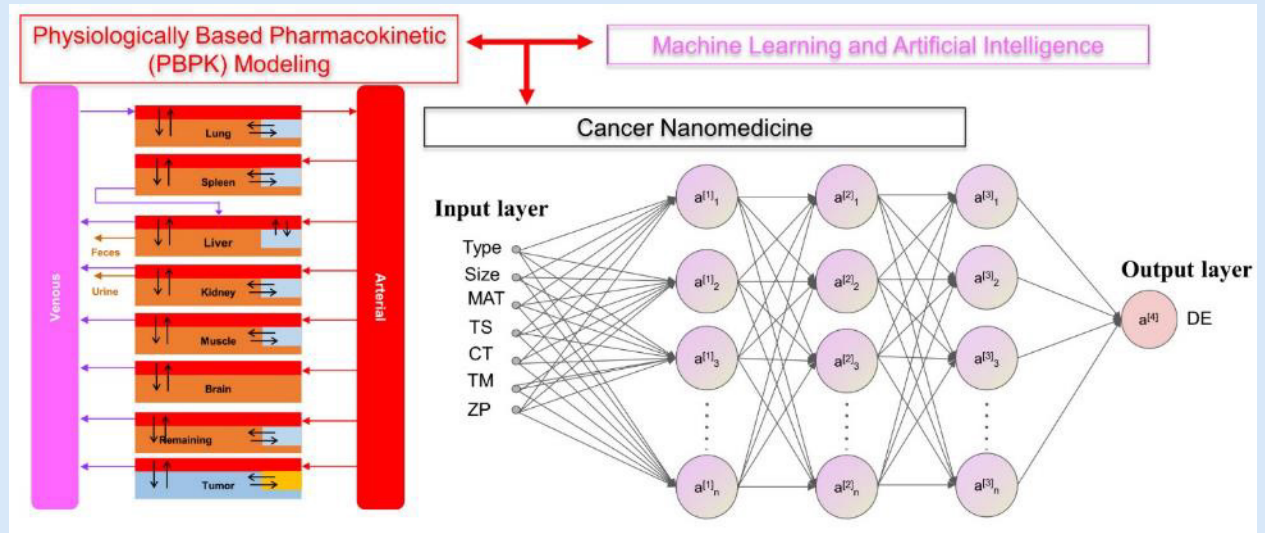 Physiologically Based Pharmacokinetic
(PBPK) Modeling
Machine Learning and Artificial Intelligence
Cancer Nanomedicine
Venous
Lung
Spleen
Liver
Feces
Kidney
Urine
Muscle
Brain
Remaining
Tumor
Arterial
Input layer
Type
Size
MAT
TS
CT
TM
ZP
a[1]1
a[2]1
a[3]1
a[1]2
a[2]2
a[3]2
a[1]3
a[2]3
a[3]3
a[1]n
a[2]n
a[3]n
Output layer
a[4]
DE